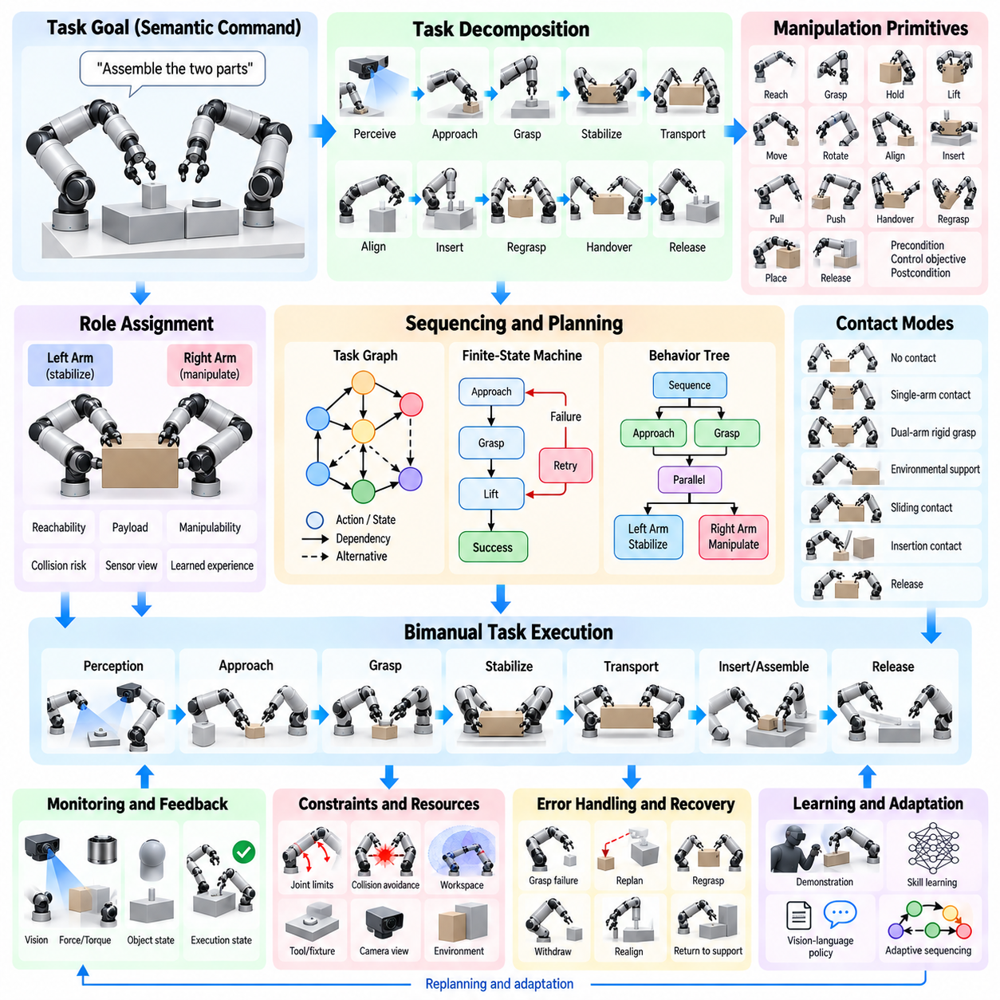 Task Goal (Semantic Command)
"Assemble the two parts"
Task Decomposition
Perceive
Approach
Grasp
Stabilize
Transport
Align
Insert
Regrasp
Handover
Release
Manipulation Primitives
Reach
Grasp
Hold
Lift
Move
Rotate
Align
Insert
Pull
Push
Handover
Regrasp
Place
Release
Precondition
Control objective
Postcondition
Role Assignment
Left Arm
(stabilize)
Right Arm
(manipulate)
Reachability
Payload
Manipulability
Collision risk
Sensor view
Learned experience
Sequencing and Planning
Task Graph
Action / State
Dependency
Alternative
Finite-State Machine
Approach
Failure
Grasp
Retry
Lift
Success
Behavior Tree
Sequence
Approach
Grasp
Parallel
Left Arm
Stabilize
Right Arm
Manipulate
Contact Modes
No contact
Single-arm contact
Dual-arm rigid grasp
Environmental support
Sliding contact
Insertion contact
Release
Bimanual Task Execution
Perception
Approach
Grasp
Stabilize
Transport
Insert/Assemble
Release
Monitoring and Feedback
Vision
Force/Torque
Object state
Execution state
Constraints and Resources
Joint limits
Collision avoidance
Workspace
Tool/fixture
Camera view
Environment
Error Handling and Recovery
Grasp failure
Replan
Regrasp
Withdraw
Realign
Return to support
Learning and Adaptation
Demonstration
Skill learning
Vision-language
policy
Adaptive sequencing
Replanning and adaptation